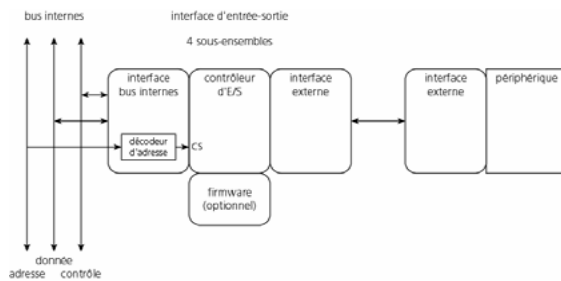 bus internes
interface d'entrée-sortie
4 sous-ensembles
interface
bus internes
contrôleur
d'E/S
interface
externe
interface
externe
périphérique
décodeur
d'adresse
CS
firmware
(optionnel)
donnée
adresse contrôle